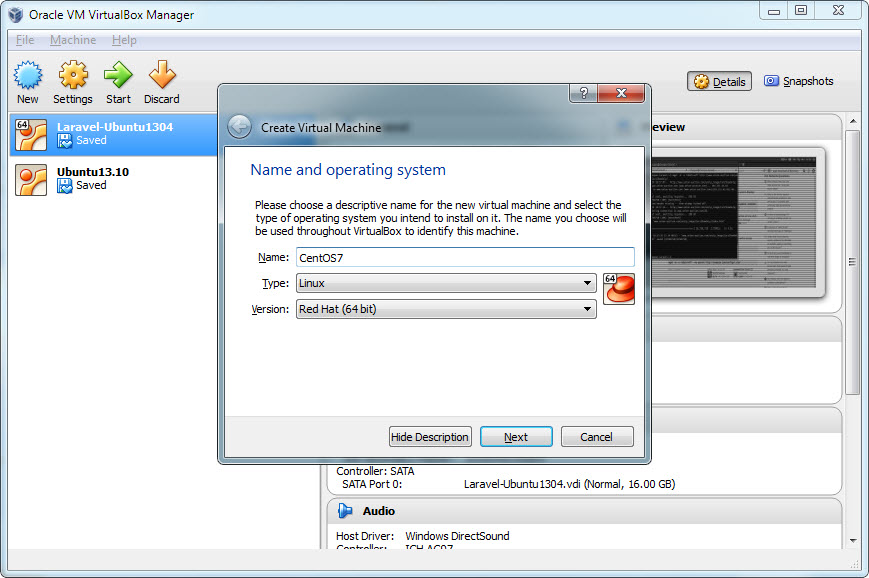 Oracle VM VirtualBox Manager
File Machine Help
New Settings Start Discard
Details Snapshots
64
Laravel-Ubuntu1304
Saved
Ubuntu13.10
Saved
Create Virtual Machine
Name and operating system
Please choose a descriptive name for the new virtual machine and select the
type of operating system you intend to install on it. The name you choose will
be used throughout VirtualBox to identify this machine.
Name: CentOS7
Type: Linux
64
Version: Red Hat (64 bit)
Hide Description Next Cancel
eview
Controller: SATA
SATA Port 0: Laravel-Ubuntu1304.vdi (Normal, 16.00 GB)
Audio
Host Driver: Windows DirectSound
Controller: ICH AC97